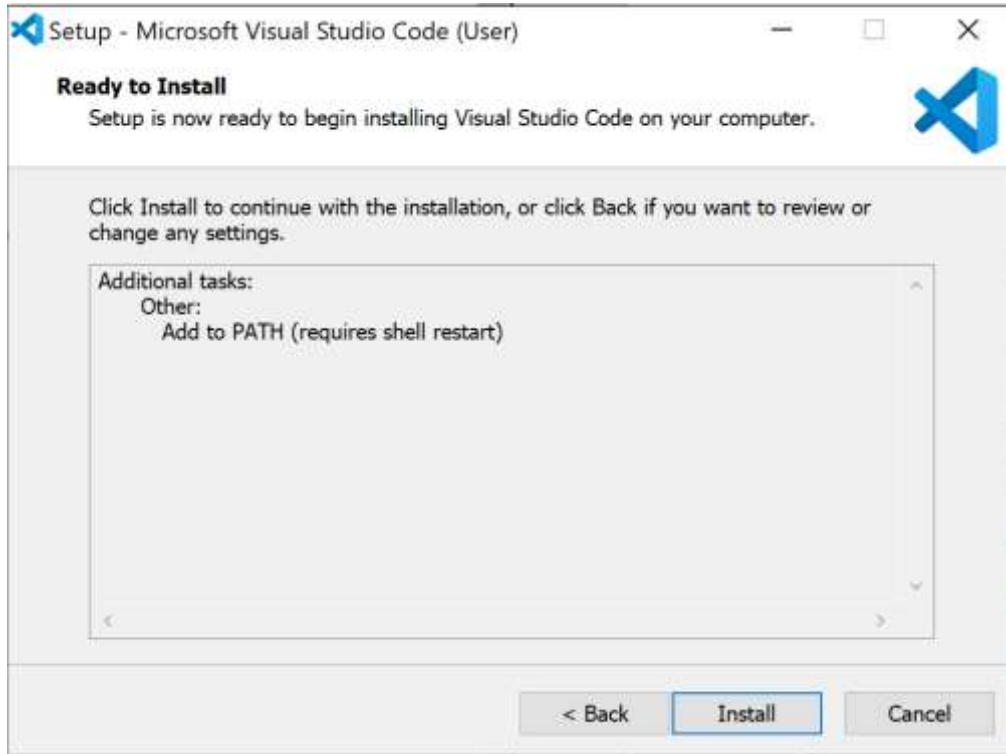 Setup - Microsoft Visual Studio Code (User)
Ready to Install
Setup is now ready to begin installing Visual Studio Code on your computer.
Click Install to continue with the installation, or click Back if you want to review or
change any settings.
Additional tasks:
Other:
Add to PATH (requires shell restart)
< Back
Install
Cancel